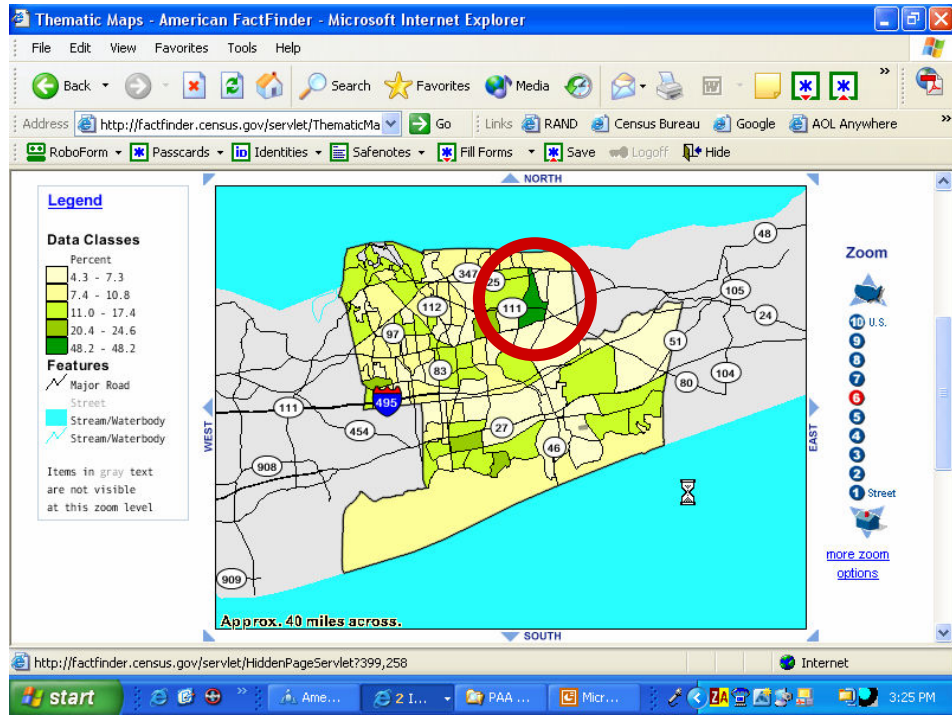 Thematic Maps - American FactFinder - Microsoft Internet Explorer
File Edit View Favorites Tools Help
Back Search Favorites Media »
Address http://factfinder.census.gov/servlet/ThematicMa Go Links RAND Census Bureau Google AOL Anywhere »
RoboForm Passcards Identities Safenotes Fill Forms Save Logoff Hide
NORTH
Legend
Data Classes
Percent
4.3 - 7.3
7.4 - 10.8
11.0 - 17.4
20.4 - 24.6
48.2 - 48.2
Features
Major Road
Street
Stream/Waterbody
Stream/Waterbody
Items in gray text
are not visible
at this zoom level
WEST
48
347 25
105
112 111
24
97
51
83
104
80
495
111
27
454
46
908
909
Approx. 40 miles across.
EAST
SOUTH
Zoom
10 U.S.
9
8
7
6
5
4
3
2
1 Street
more zoom
options
http://factfinder.census.gov/servlet/HiddenPageServlet?399,258 Internet
start » Ame... 2 I... PAA ... Micr... ZA 3:25 PM